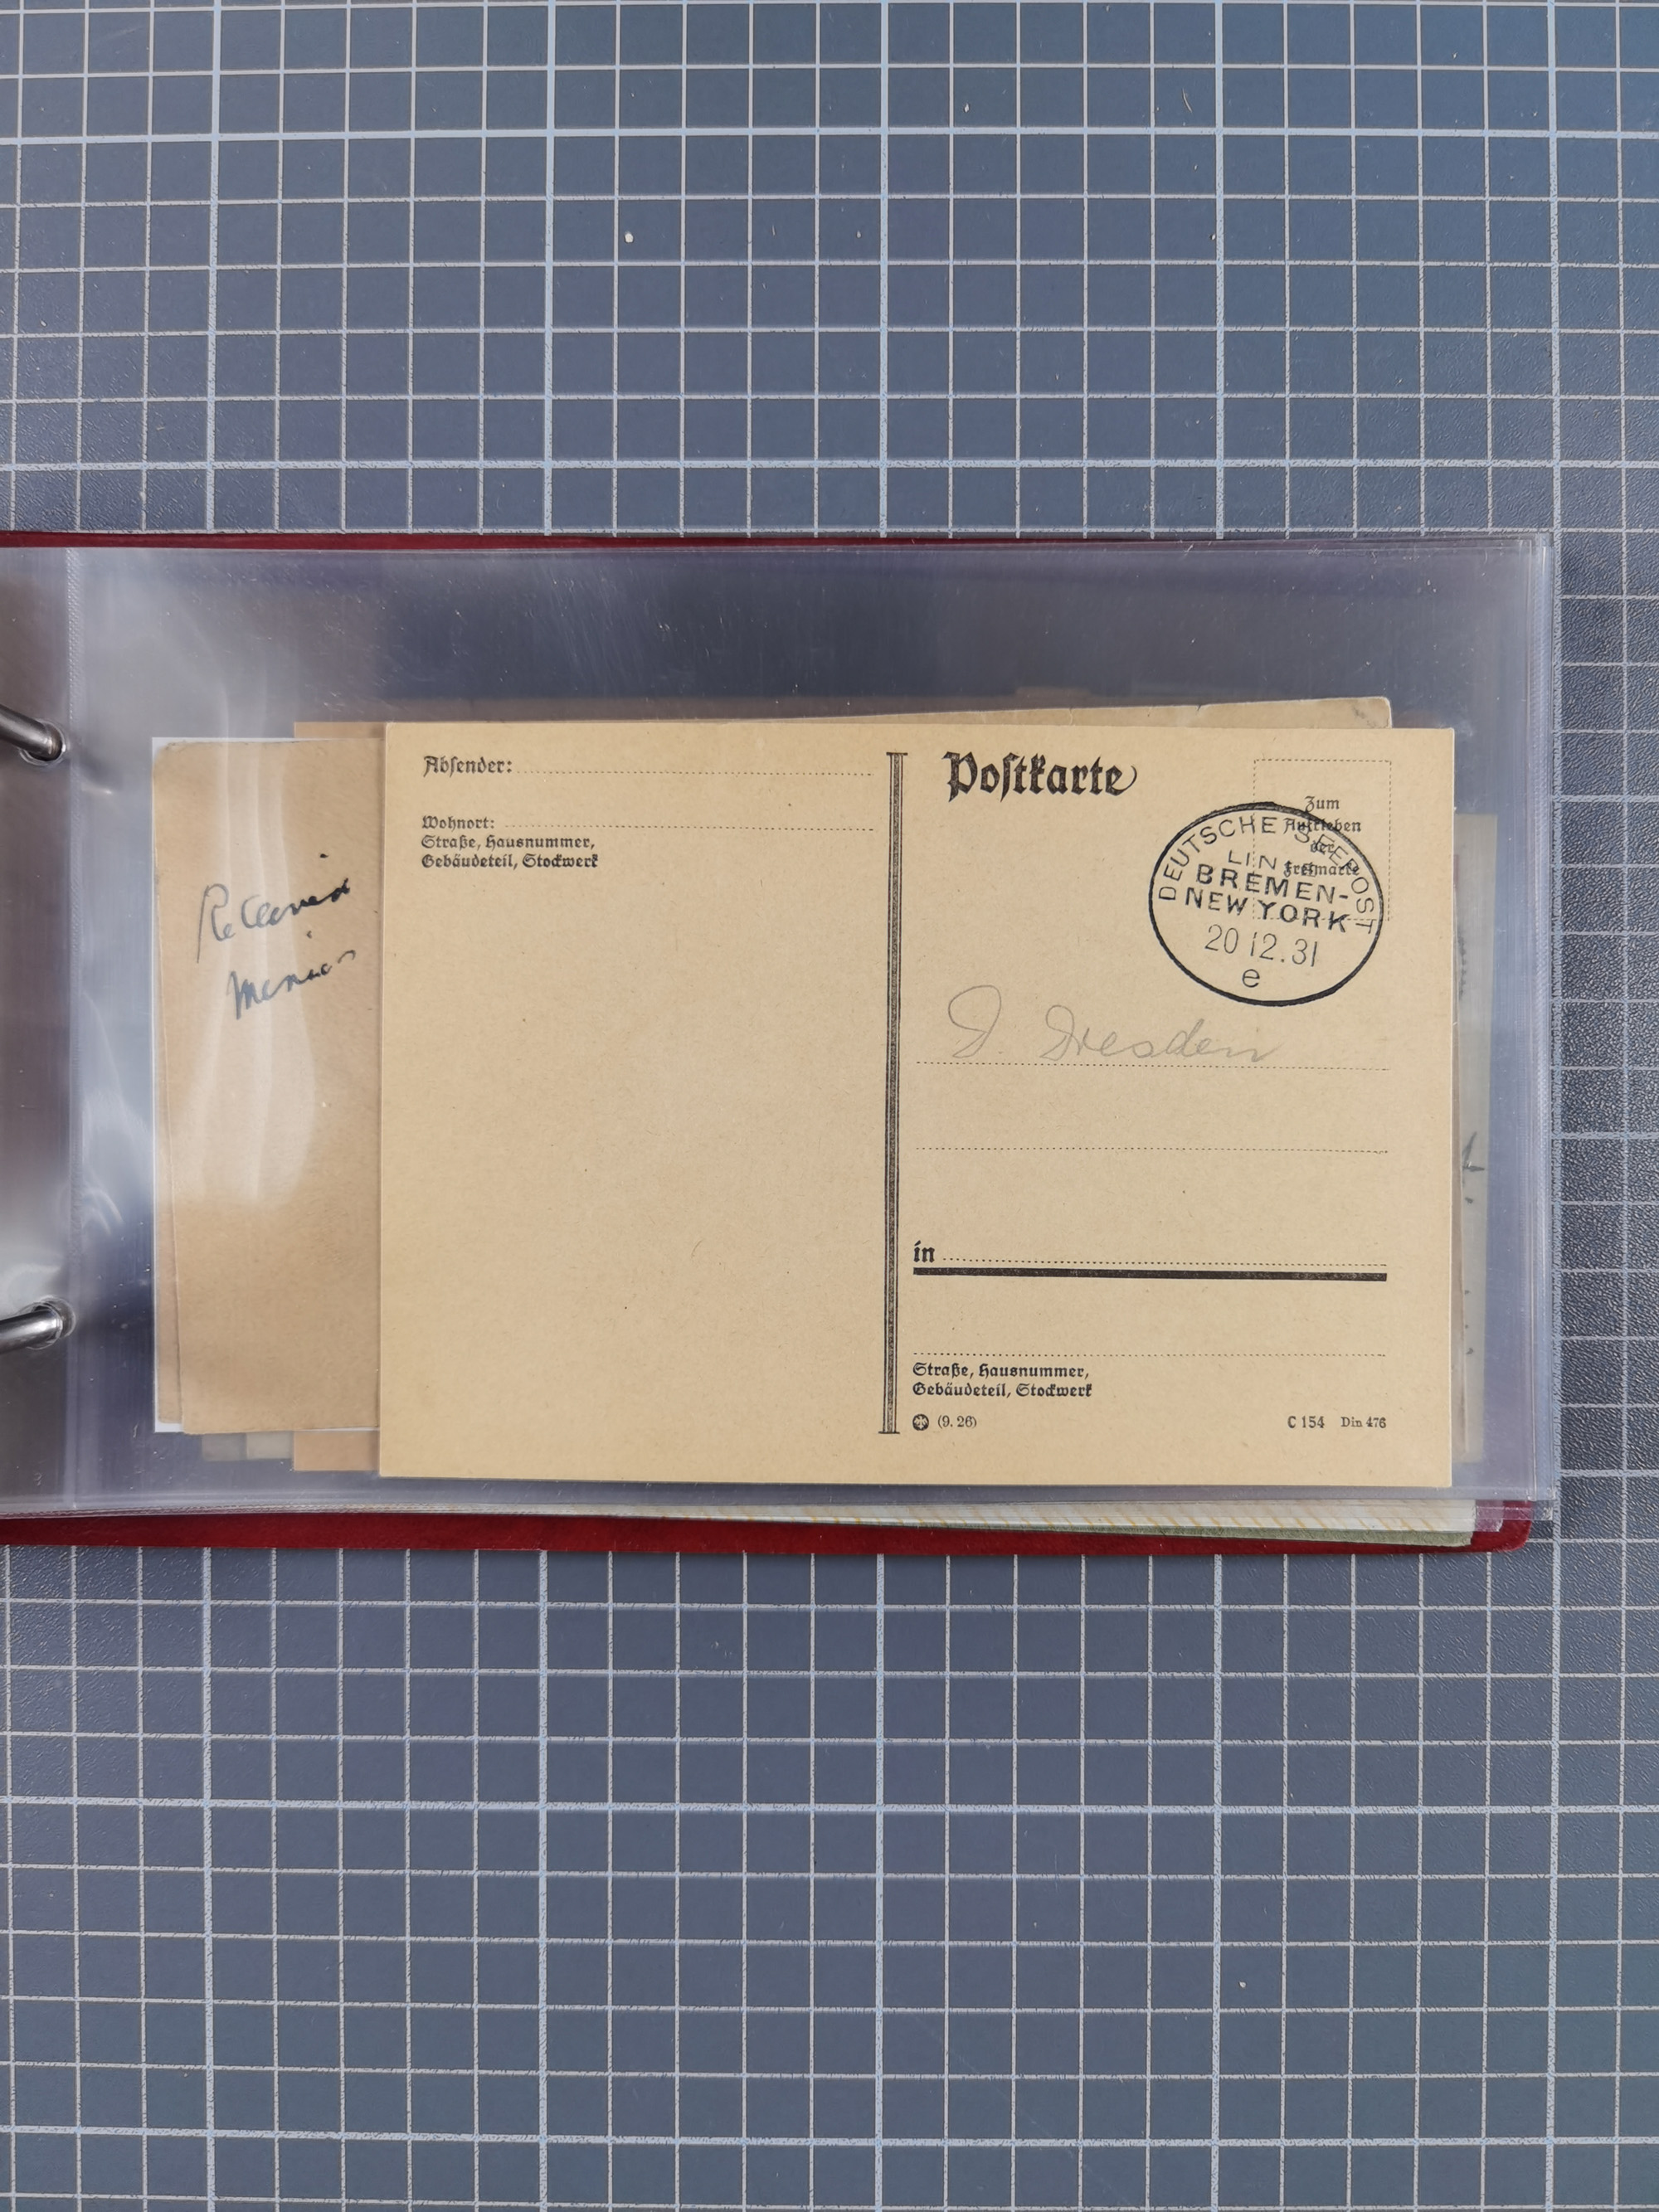 Absender:
Wohnort:
Straße, Hausnummer,
Gebäudeteil, Stockwerk
Postkarte
Zum
Aufkleben
der
Freimarke
DEUTSCHE SEEPOST
LINIE
BREMEN-
NEW YORK
20 12.31
e
D. Dresden
in
Straße, Hausnummer,
Gebäudeteil, Stockwerk
(9. 26)
C 154 Din 476